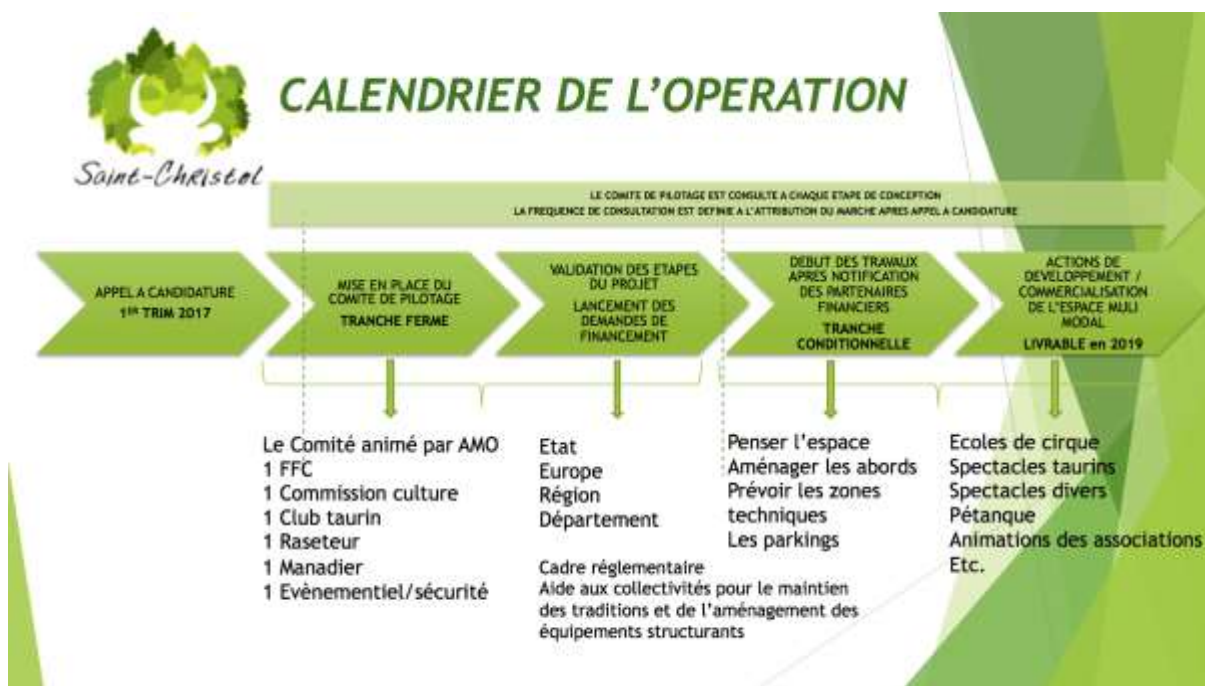 Saint-Christol
CALENDRIER DE L'OPERATION
LE COMITE DE PILOTAGE EST CONSULTE A CHAQUE ETAPE DE CONCEPTION
LA FREQUENCE DE CONSULTATION EST DEFINIE A L'ATTRIBUTION DU MARCHE APRES APPEL A CANDIDATURE
APPEL A CANDIDATURE
1ER TRIM 2017
MISE EN PLACE DU
COMITE DE PILOTAGE
TRANCHE FERME
VALIDATION DES ETAPES
DU PROJET
LANCEMENT DES
DEMANDES DE
FINANCEMENT
DEBUT DES TRAVAUX
APRES NOTIFICATION
DES PARTENAIRES
FINANCIERS
TRANCHE
CONDITIONNELLE
ACTIONS DE
DEVELOPPEMENT /
COMMERCIALISATION
DE L'ESPACE MULI
MODAL
LIVRABLE en 2019
Le Comité animé par AMO
1 FFC
1 Commission culture
1 Club taurin
1 Raseteur
1 Manadier
1 Evènementiel/sécurité
Etat
Europe
Région
Département
Cadre réglementaire
Aide aux collectivités pour le maintien
des traditions et de l'aménagement des
équipements structurants
Penser l'espace
Aménager les abords
Prévoir les zones
techniques
Les parkings
Ecoles de cirque
Spectacles taurins
Spectacles divers
Pétanque
Animations des associations
Etc.